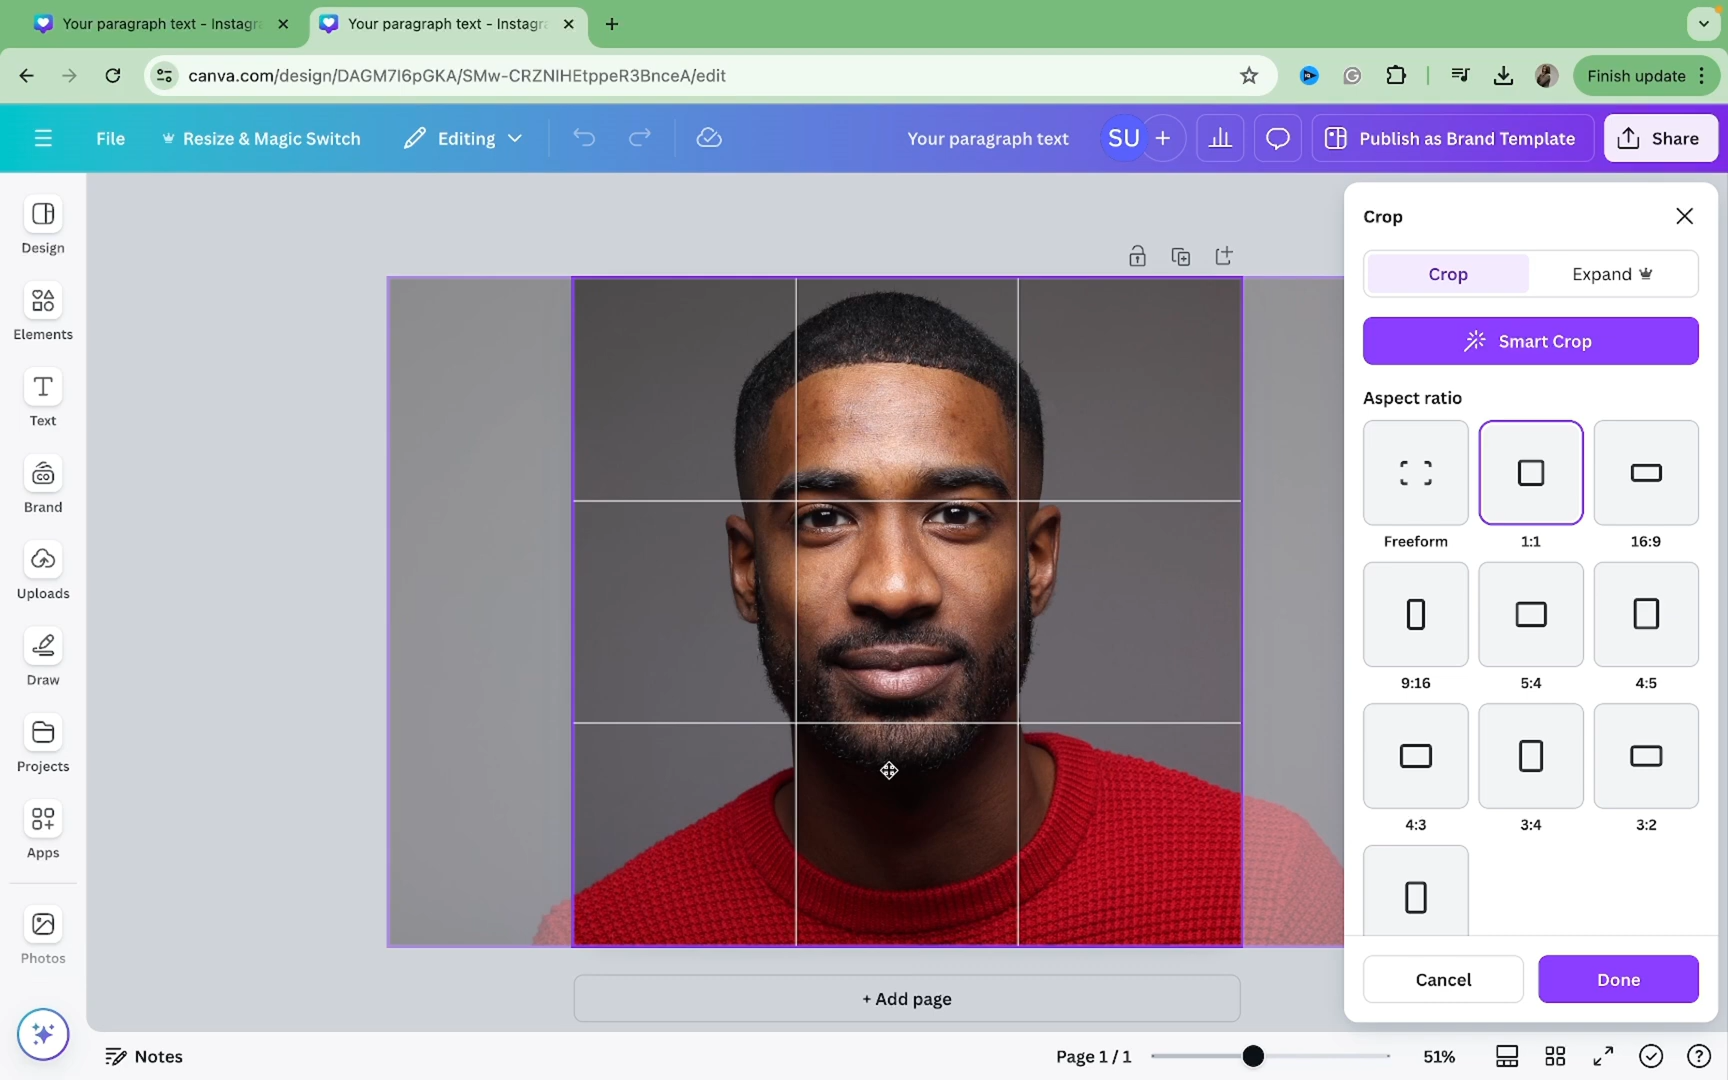 Your paragraph text - Instagra
Your paragraph text - Instagra
canva.com/design/DAGM7I6pGKA/SMw-CRZNIHEtppeR3BnceA/edit
Finish update
File
Resize & Magic Switch
Editing
Your paragraph text
SU
Publish as Brand Template
Share
Design
Elements
Text
Brand
Uploads
Draw
Projects
Apps
Photos
Crop
Crop
Expand
Smart Crop
Aspect ratio
Freeform
1:1
16:9
9:16
5:4
4:5
4:3
3:4
3:2
Cancel
Done
+ Add page
Notes
Page 1 / 1
51%